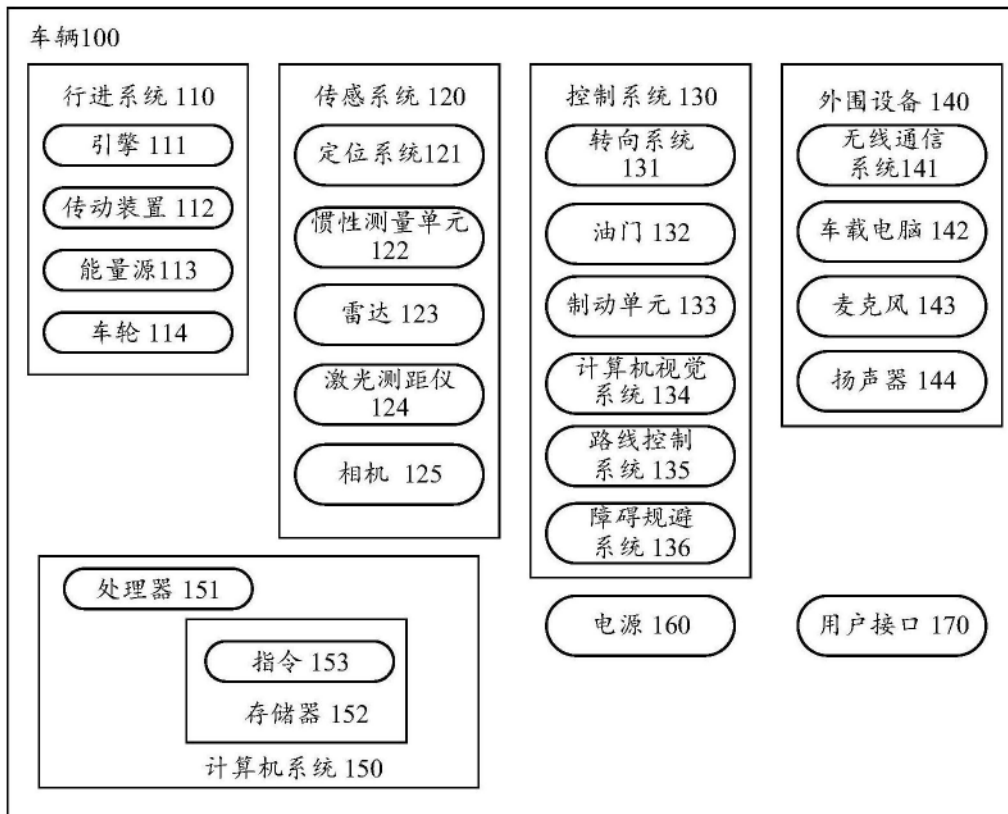 车辆100
行进系统 110
引擎 111
传动装置 112
能量源113
车轮 114
传感系统 120
定位系统121
惯性测量单元
122
雷达 123
激光测距仪
124
相机 125
控制系统 130
转向系统
131
油门 132
制动单元 133
计算机视觉
系统 134
路线控制
系统 135
障碍规避
系统 136
外围设备 140
无线通信
系统141
车载电脑 142
麦克风 143
扬声器 144
处理器 151
指令 153
存储器 152
计算机系统 150
电源 160
用户接口 170